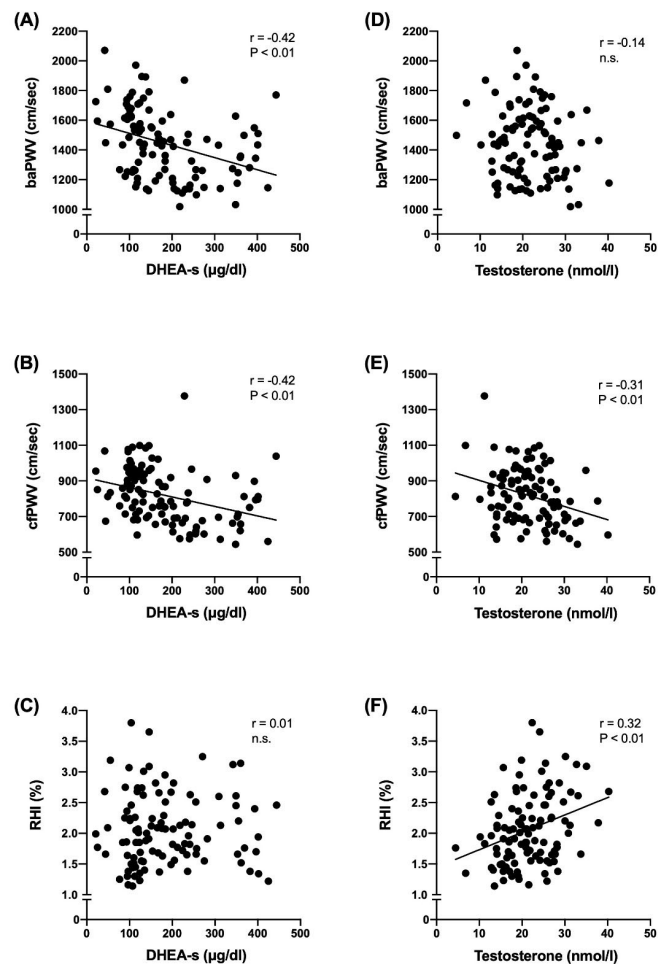 (A)
r = -0.42
P < 0.01
baPWV (cm/sec)
2200
2000
1800
1600
1400
1200
1000
0
0 100 200 300 400 500
DHEA-s (µg/dl)
(D)
r = -0.14
n.s.
baPWV (cm/sec)
2200
2000
1800
1600
1400
1200
1000
0
0 10 20 30 40 50
Testosterone (nmol/l)
(B)
r = -0.42
P < 0.01
cfPWV (cm/sec)
1500
1300
1100
900
700
500
0
0 100 200 300 400 500
DHEA-s (µg/dl)
(E)
r = -0.31
P < 0.01
cfPWV (cm/sec)
1500
1300
1100
900
700
500
0
0 10 20 30 40 50
Testosterone (nmol/l)
(C)
r = 0.01
n.s.
RHI (%)
4.0
3.5
3.0
2.5
2.0
1.5
1.0
0
0 100 200 300 400 500
DHEA-s (µg/dl)
(F)
r = 0.32
P < 0.01
RHI (%)
4.0
3.5
3.0
2.5
2.0
1.5
1.0
0
0 10 20 30 40 50
Testosterone (nmol/l)